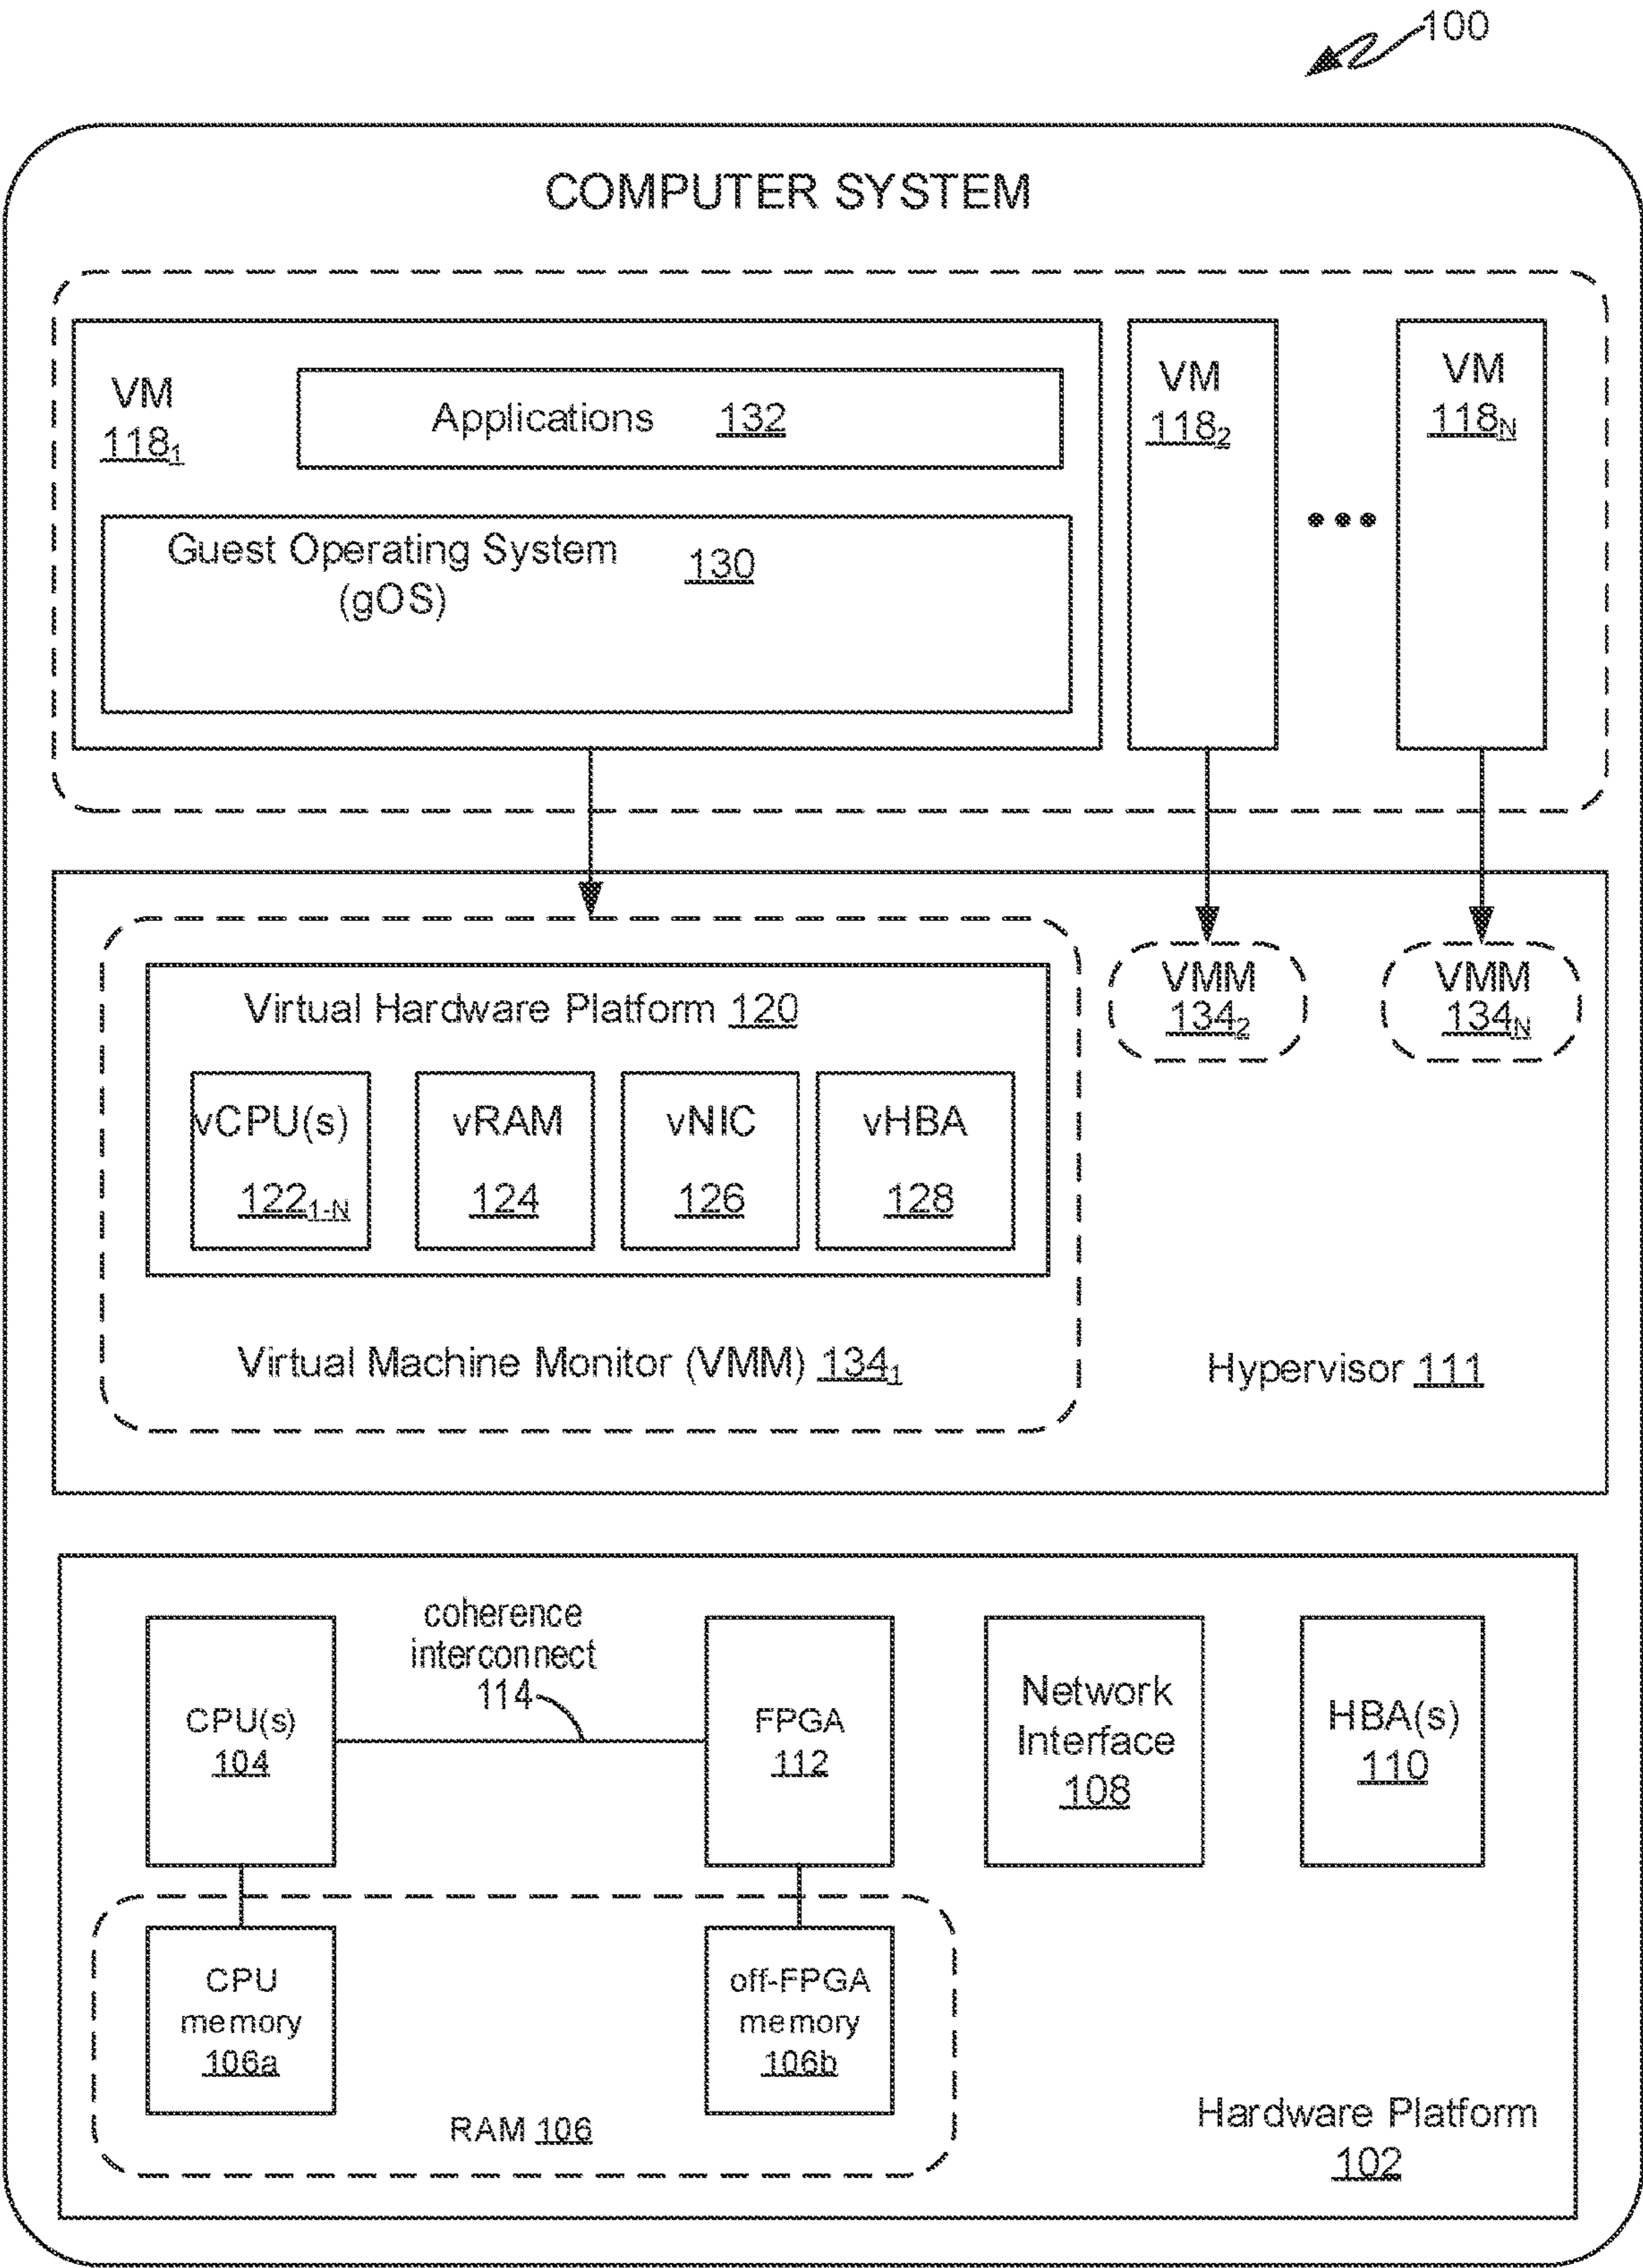 100
COMPUTER SYSTEM
VM
118₁
Applications 132
Guest Operating System 130
(gOS)
VM
118₂
VM
118N
Virtual Hardware Platform 120
vCPU(s)
122₁₋N
vRAM
124
vNIC
126
vHBA
128
Virtual Machine Monitor (VMM) 134₁
VMM
134₂
VMM
134N
Hypervisor 111
CPU(s)
104
coherence
interconnect
114
FPGA
112
Network
Interface
108
HBA(s)
110
CPU
memory
106a
off-FPGA
memory
106b
RAM 106
Hardware Platform
102